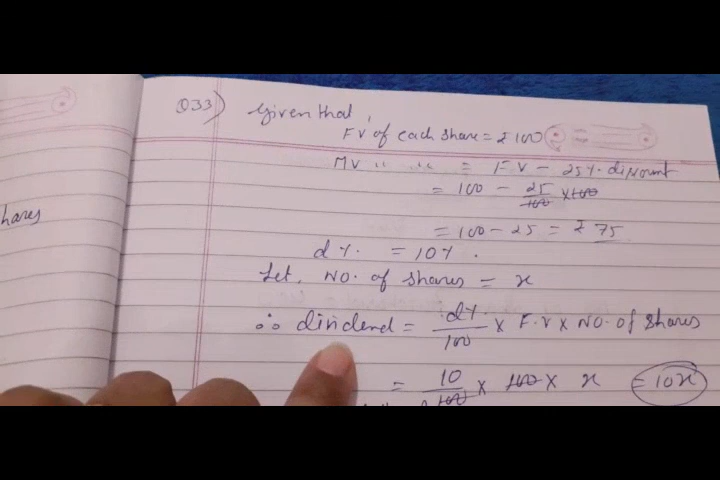 hares
Q33) Given that,
FV of each share = ₹ 100
MV " " = FV - 25%. discount
= 100 - 25/100 × 100
= 100 - 25 = ₹ 75
d%. = 10%.
Let, NO. of shares = x
∴ dividend = d%/100 × F.V × NO. of shares
= 10/100 × 100 × x = 10x